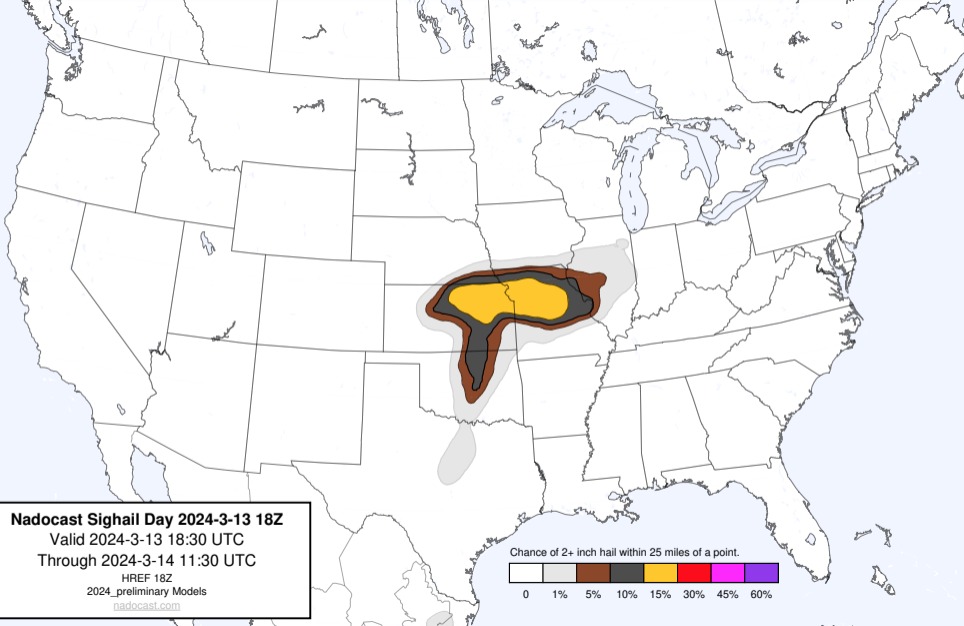 Nadocast Sighail Day 2024-3-13 18Z
Valid 2024-3-13 18:30 UTC
Through 2024-3-14 11:30 UTC
HREF 18Z
2024_preliminary Models
nadocast.com
Chance of 2+ inch hail within 25 miles of a point.
0 1% 5% 10% 15% 30% 45% 60%